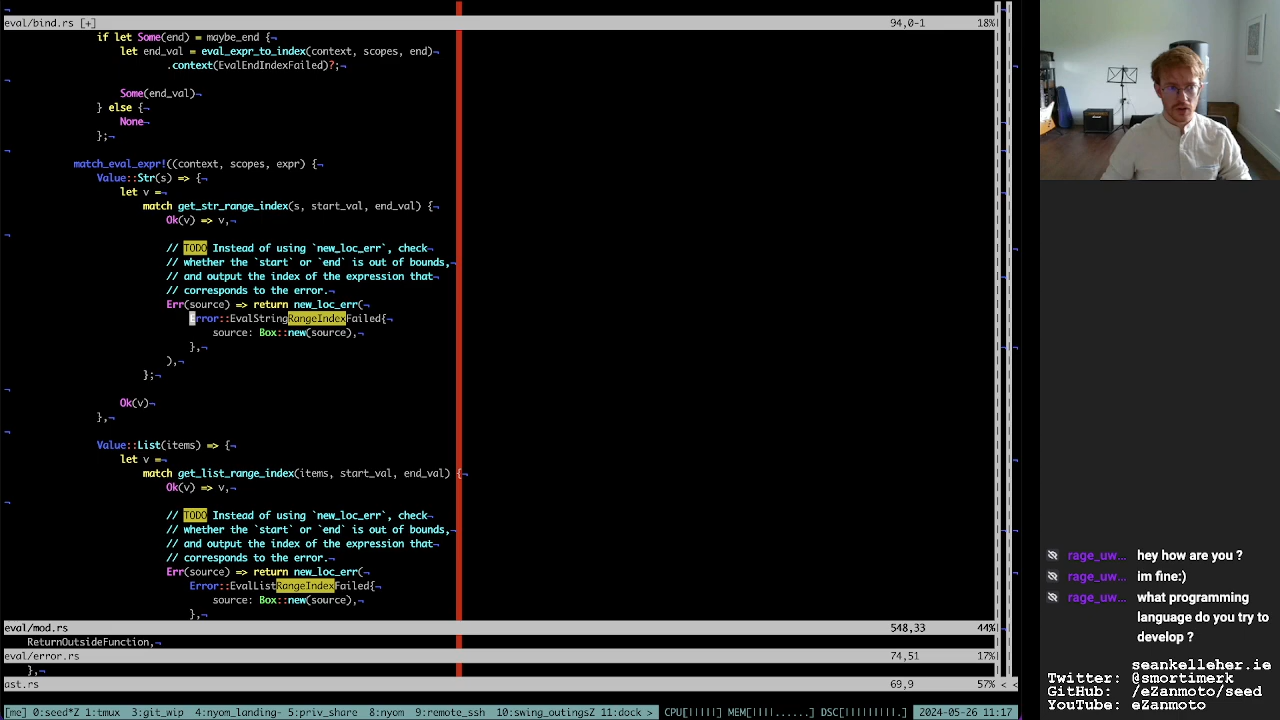 eval/bind.rs [+] 94,0-1 18%
if let Some(end) = maybe_end {¬
let end_val = eval_expr_to_index(context, scopes, end)¬
.context(EvalEndIndexFailed)?;¬
¬
Some(end_val)¬
} else {¬
None¬
};¬
¬
match_eval_expr!((context, scopes, expr) {¬
Value::Str(s) => {¬
let v =¬
match get_str_range_index(s, start_val, end_val) {¬
Ok(v) => v,¬
¬
// TODO Instead of using `new_loc_err`, check¬
// whether the `start` or `end` is out of bounds,¬
// and output the index of the expression that¬
// corresponds to the error.¬
Err(source) => return new_loc_err(¬
Error::EvalStringRangeIndexFailed{¬
source: Box::new(source),¬
},¬
),¬
};¬
¬
Ok(v)¬
},¬
¬
Value::List(items) => {¬
let v =¬
match get_list_range_index(items, start_val, end_val) {¬
Ok(v) => v,¬
¬
// TODO Instead of using `new_loc_err`, check¬
// whether the `start` or `end` is out of bounds,¬
// and output the index of the expression that¬
// corresponds to the error.¬
Err(source) => return new_loc_err(¬
Error::EvalListRangeIndexFailed{¬
source: Box::new(source),¬
},¬
eval/mod.rs 548,33 44%
ReturnOutsideFunction,¬
eval/error.rs 74,51 17%
},¬
ast.rs 69,9 57% < <
[me] 0:seed*Z 1:tmux 3:git_wip 4:nyom_landing- 5:priv_share 8:nyom 9:remote_ssh 10:swing_outingsZ 11:dock > CPU[|||||] MEM[||||......] DSC[|||||||||.] 2024-05-26 11:17
rage_uw... hey how are you ?
rage_uw... im fine:)
rage_uw... what programming
language do you try to
develop ?
seankelleher.ie
Twitter: @smortimerk
GitHub: /eZanmoto/seed